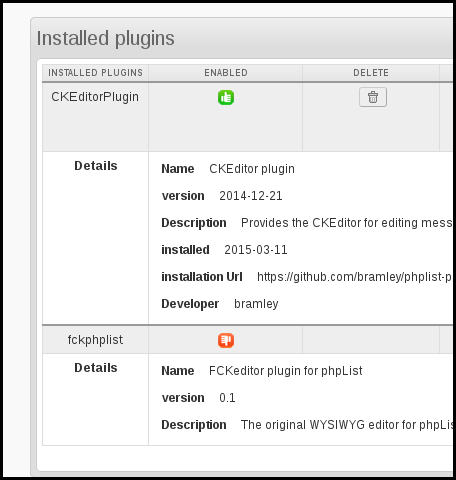 Installed plugins
INSTALLED PLUGINS ENABLED DELETE
CKEditorPlugin
Details
Name CKEditor plugin
version 2014-12-21
Description Provides the CKEditor for editing mess
installed 2015-03-11
installation Url https://github.com/bramley/phplist-p
Developer bramley
fckphplist
Details
Name FCKeditor plugin for phpList
version 0.1
Description The original WYSIWYG editor for phpLis